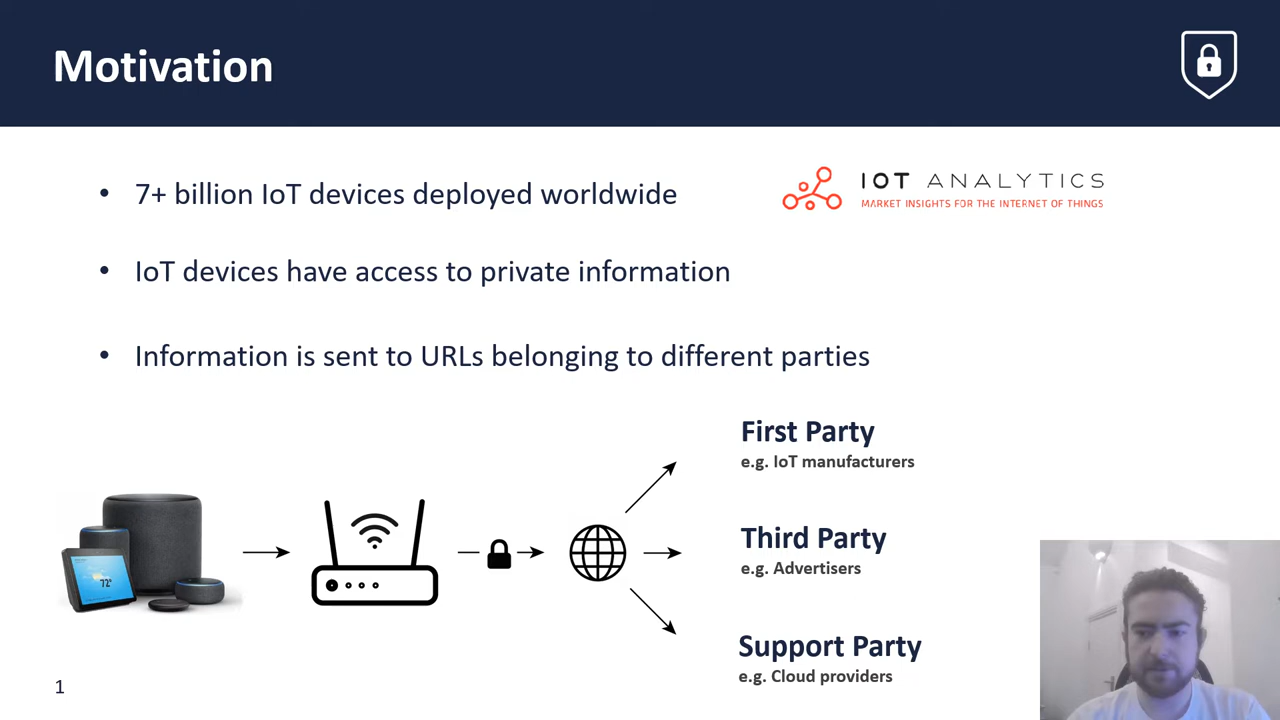 Motivation
• 7+ billion IoT devices deployed worldwide
IOT ANALYTICS
MARKET INSIGHTS FOR THE INTERNET OF THINGS
• IoT devices have access to private information
• Information is sent to URLs belonging to different parties
First Party
e.g. IoT manufacturers
Third Party
e.g. Advertisers
72°
Support Party
e.g. Cloud providers
1